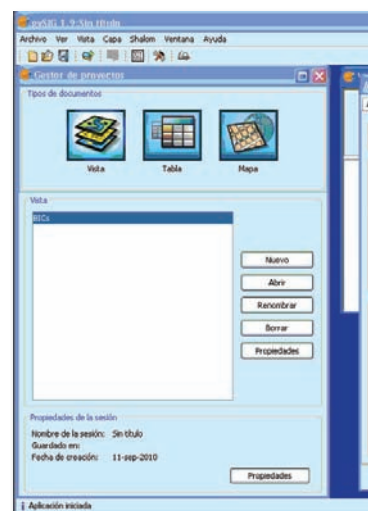 gvSIG 1.9:Sin título
Archivo Ver Vista Capa Shalom Ventana Ayuda
Gestor de proyectos
Tipos de documentos
Vista Tabla Mapa
Vista
BICs
Nuevo
Abrir
Renombrar
Borrar
Propiedades
Propiedades de la sesión
Nombre de la sesión: Sin título
Guardado en:
Fecha de creación: 11-sep-2010
Propiedades
Aplicación iniciada